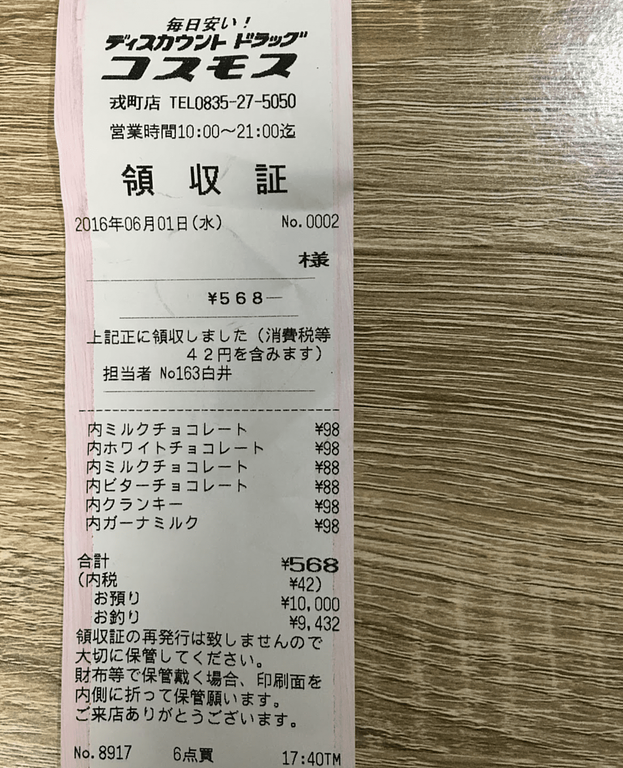 毎日安い!
ディスカウント ドラッグ
コスモス
戎町店 TEL0835-27-5050
営業時間10:00〜21:00迄
領収証
2016年06月01日(水) No.0002
様
¥568―
上記正に領収しました(消費税等
42円を含みます)
担当者 No163白井
内ミルクチョコレート ¥98
内ホワイトチョコレート ¥98
内ミルクチョコレート ¥88
内ビターチョコレート ¥88
内クランキー ¥98
内ガーナミルク ¥98
合計 ¥568
(内税 ¥42)
お預り ¥10,000
お釣り ¥9,432
領収証の再発行は致しませんので
大切に保管してください。
財布等で保管戴く場合、印刷面を
内側に折って保管願います。
ご来店ありがとうございます。
No.8917 6点買 17:40TM